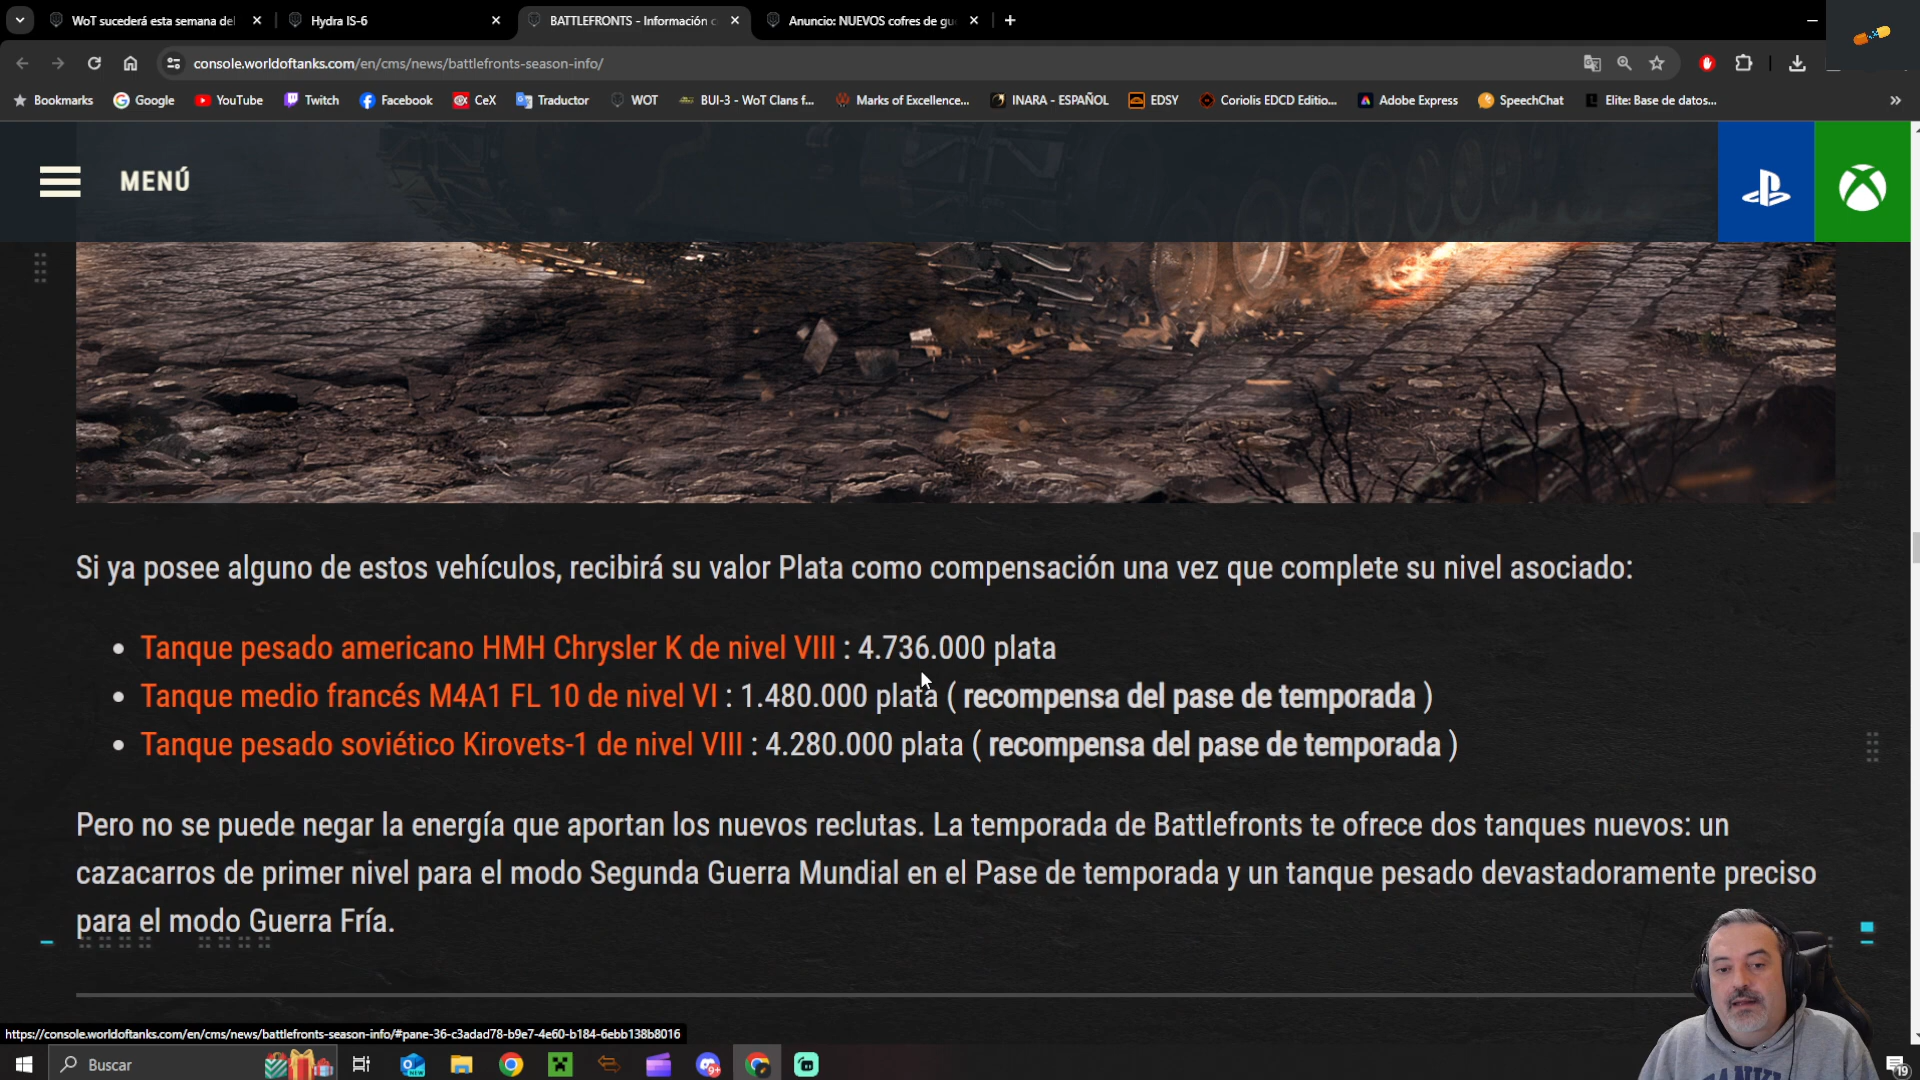 WoT sucederá esta semana del
Hydra IS-6
BATTLEFRONTS - Información c
Anuncio: NUEVOS cofres de gue
console.worldoftanks.com/en/cms/news/battlefronts-season-info/
Bookmarks
Google
YouTube
Twitch
Facebook
CeX
Traductor
WOT
BUI-3 - WoT Clans f...
Marks of Excellence...
INARA - ESPAÑOL
EDSY
Coriolis EDCD Editio...
Adobe Express
SpeechChat
Elite: Base de datos...
MENÚ
Si ya posee alguno de estos vehículos, recibirá su valor Plata como compensación una vez que complete su nivel asociado:
Tanque pesado americano HMH Chrysler K de nivel VIII : 4.736.000 plata
Tanque medio francés M4A1 FL 10 de nivel VI : 1.480.000 plata ( recompensa del pase de temporada )
Tanque pesado soviético Kirovets-1 de nivel VIII : 4.280.000 plata ( recompensa del pase de temporada )
Pero no se puede negar la energía que aportan los nuevos reclutas. La temporada de Battlefronts te ofrece dos tanques nuevos: un
cazacarros de primer nivel para el modo Segunda Guerra Mundial en el Pase de temporada y un tanque pesado devastadoramente preciso
para el modo Guerra Fría.
https://console.worldoftanks.com/en/cms/news/battlefronts-season-info/#pane-36-c3adad78-b9e7-4e60-b184-6ebb138b8016
Buscar
NEW
9+
19